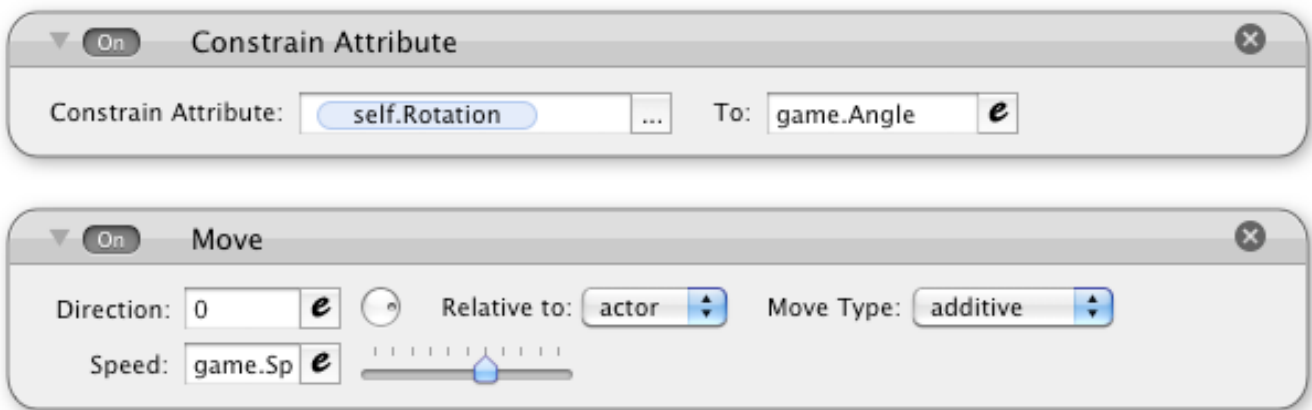 On Constrain Attribute
Constrain Attribute: self.Rotation ... To: game.Angle e
On Move
Direction: 0 e Relative to: actor Move Type: additive
Speed: game.Sp e